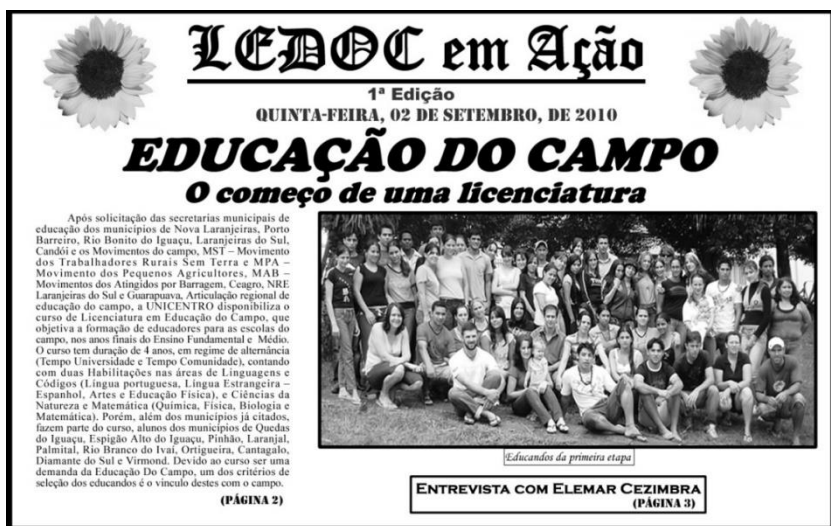 LEDOC em Ação
1ª Edição
QUINTA-FEIRA, 02 DE SETEMBRO, DE 2010
EDUCAÇÃO DO CAMPO
O começo de uma licenciatura
Após solicitação das secretarias municipais de
educação dos municípios de Nova Laranjeiras, Porto
Barreiro, Rio Bonito do Iguaçu, Laranjeiras do Sul,
Candói e os Movimentos do campo, MST – Movimento
dos Trabalhadores Rurais Sem Terra e MPA –
Movimento dos Pequenos Agricultores, MAB –
Movimentos dos Atingidos por Barragem, Ceagro, NRE
Laranjeiras do Sul e Guarapuava, Articulação regional de
educação do campo, a UNICENTRO disponibiliza o
curso de Licenciatura em Educação do Campo, que
objetiva a formação de educadores para as escolas do
campo, nos anos finais do Ensino Fundamental e Médio.
O curso tem duração de 4 anos, em regime de alternância
(Tempo Universidade e Tempo Comunidade), contando
com duas Habilitações nas áreas de Linguagens e
Códigos (Língua portuguesa, Língua Estrangeira –
Espanhol, Artes e Educação Física), e Ciências da
Natureza e Matemática (Química, Física, Biologia e
Matemática). Porém, além dos municípios já citados,
fazem parte do curso, alunos dos municípios de Quedas
do Iguaçu, Espigão Alto do Iguaçu, Pinhão, Laranjal,
Palmital, Rio Branco do Ivaí, Ortigueira, Cantagalo,
Diamante do Sul e Virmond. Devido ao curso ser uma
demanda da Educação Do Campo, um dos critérios de
seleção dos educandos é o vinculo destes com o campo.
(PÁGINA 2)
Educandos da primeira etapa
ENTREVISTA COM ELEMAR CEZIMBRA
(PÁGINA 3)